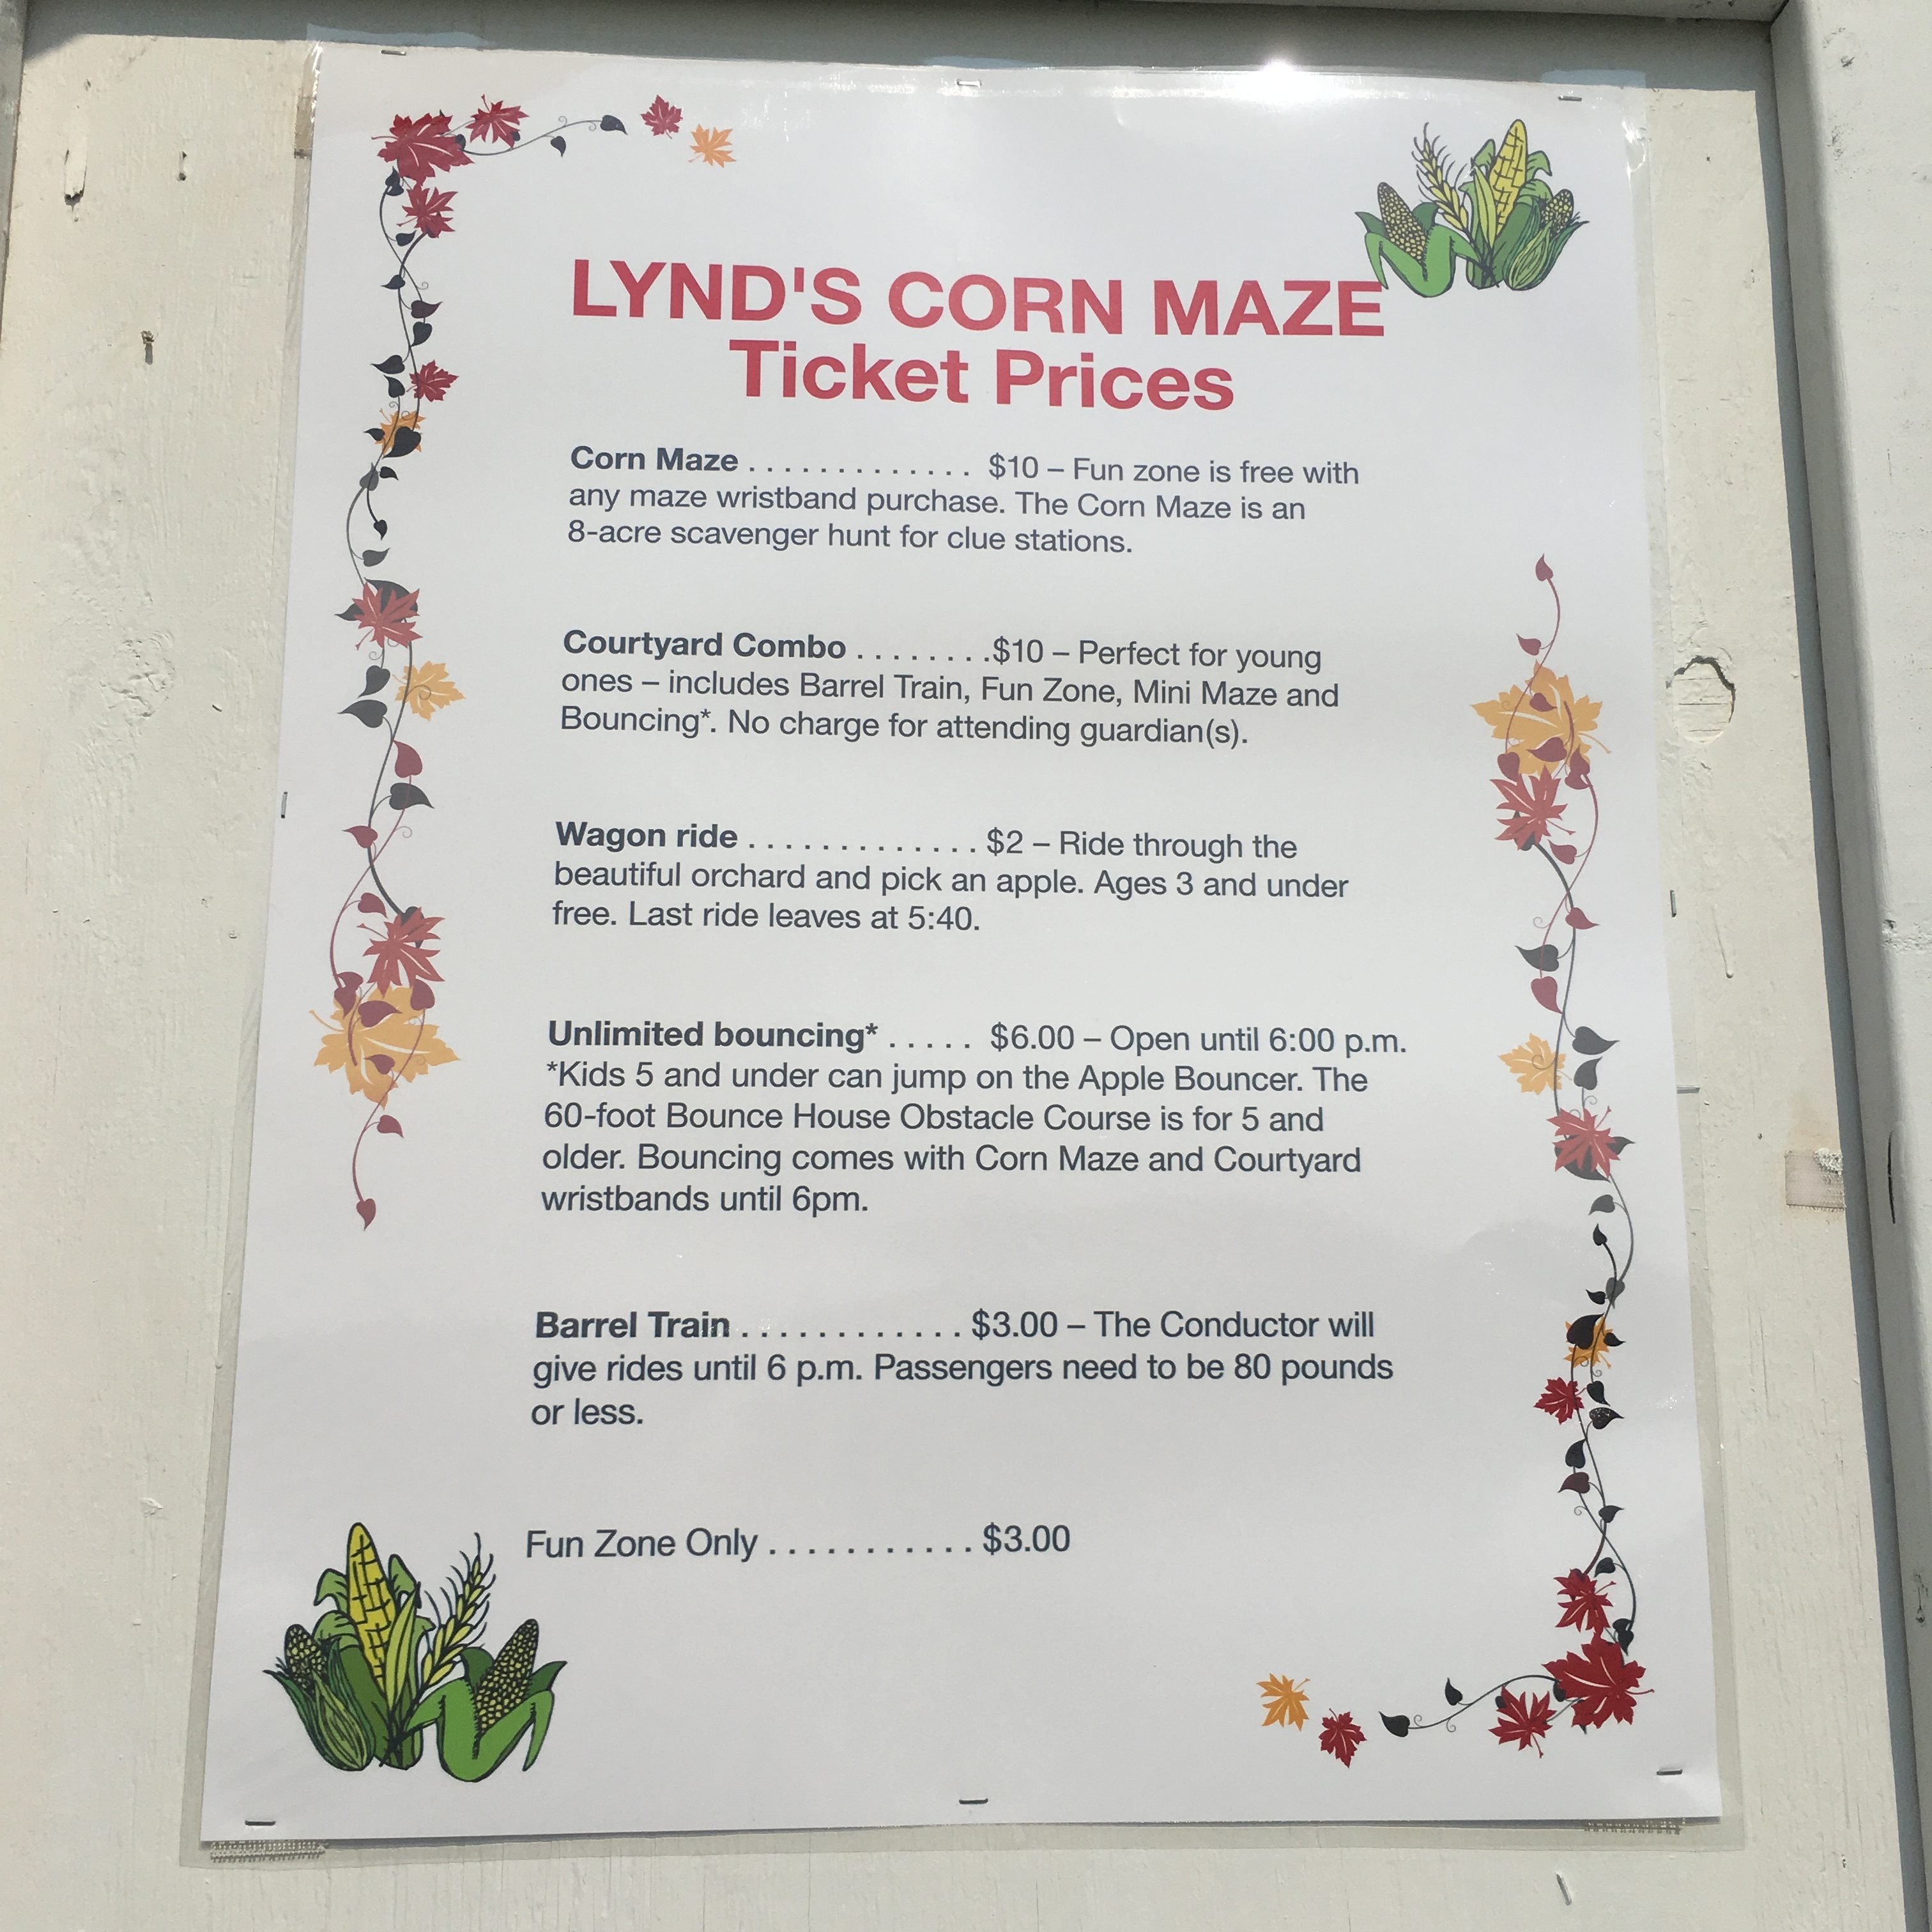 LYND'S CORN MAZE
Ticket Prices
Corn Maze . . . . . . . . . . . . . $10 – Fun zone is free with
any maze wristband purchase. The Corn Maze is an
8-acre scavenger hunt for clue stations.
Courtyard Combo . . . . . . . .$10 – Perfect for young
ones – includes Barrel Train, Fun Zone, Mini Maze and
Bouncing*. No charge for attending guardian(s).
Wagon ride . . . . . . . . . . . . . $2 – Ride through the
beautiful orchard and pick an apple. Ages 3 and under
free. Last ride leaves at 5:40.
Unlimited bouncing* . . . . . $6.00 – Open until 6:00 p.m.
*Kids 5 and under can jump on the Apple Bouncer. The
60-foot Bounce House Obstacle Course is for 5 and
older. Bouncing comes with Corn Maze and Courtyard
wristbands until 6pm.
Barrel Train . . . . . . . . . . . . $3.00 – The Conductor will
give rides until 6 p.m. Passengers need to be 80 pounds
or less.
Fun Zone Only . . . . . . . . . . . $3.00